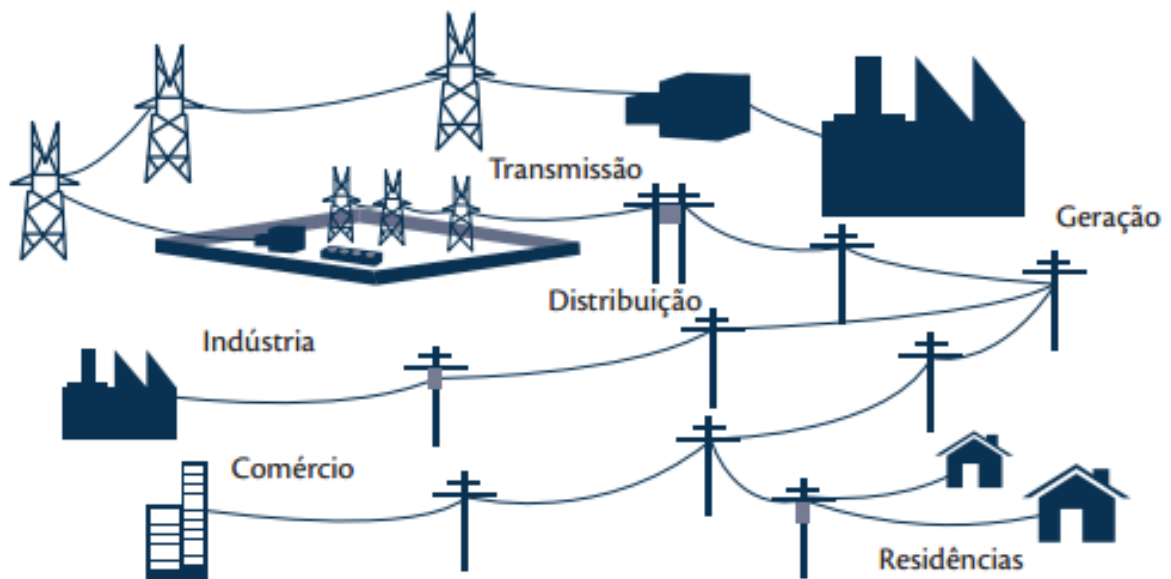 Transmissão
Geração
Distribuição
Indústria
Comércio
Residências